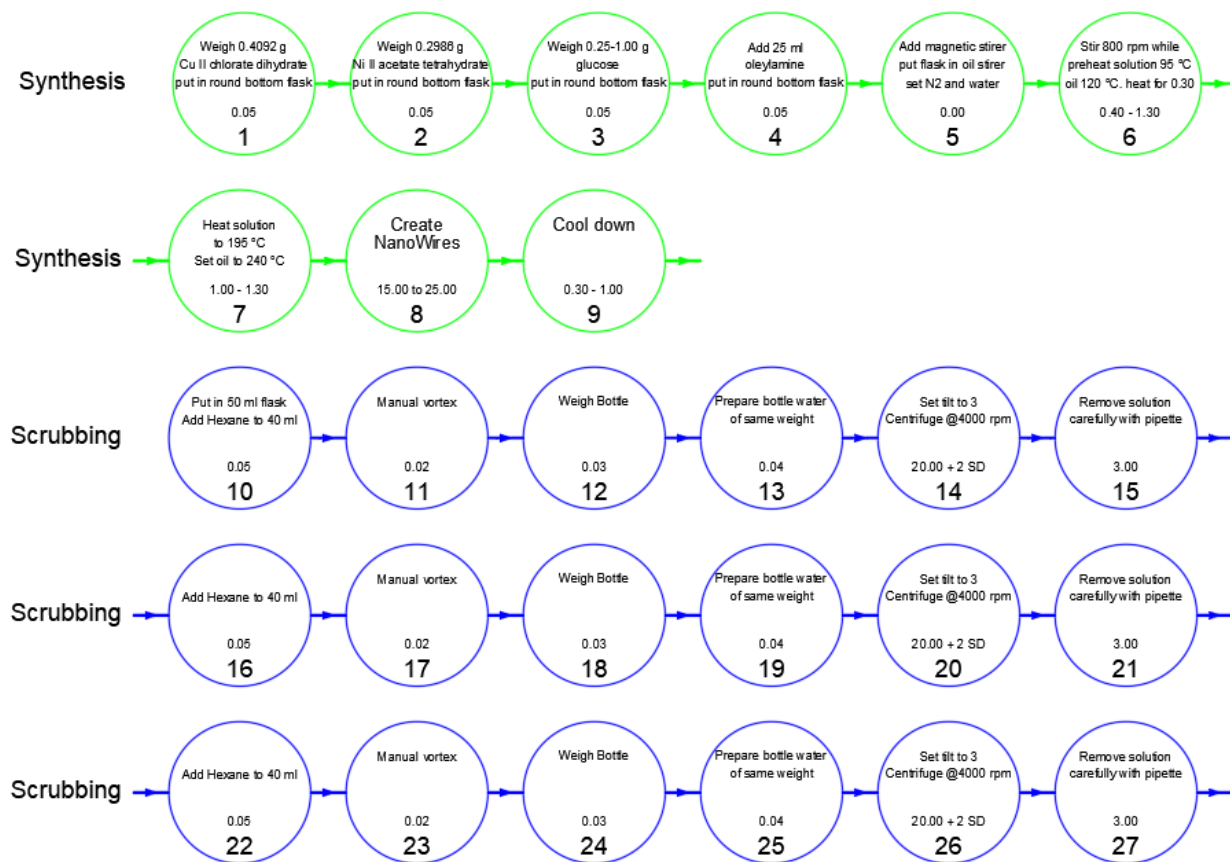 Synthesis
Weigh 0.4092 g
Cu II chlorate dihydrate
put in round bottom flask
0.05
1
Weigh 0.2986 g
Ni II acetate tetrahydrate
put in round bottom flask
0.05
2
Weigh 0.25-1.00 g
glucose
put in round bottom flask
0.05
3
Add 25 ml
oleylamine
put in round bottom flask
0.05
4
Add magnetic stirer
put flask in oil stirer
set N2 and water
0.00
5
Stir 800 rpm while
preheat solution 95 °C
oil 120 °C. heat for 0.30
0.40 - 1.30
6
Synthesis
Heat solution
to 195 °C
Set oil to 240 °C
1.00 - 1.30
7
Create
NanoWires
15.00 to 25.00
8
Cool down
0.30 - 1.00
9
Scrubbing
Put in 50 ml flask
Add Hexane to 40 ml
0.05
10
Manual vortex
0.02
11
Weigh Bottle
0.03
12
Prepare bottle water
of same weight
0.04
13
Set tilt to 3
Centrifuge @4000 rpm
20.00 + 2 SD
14
Remove solution
carefully with pipette
3.00
15
Scrubbing
Add Hexane to 40 ml
0.05
16
Manual vortex
0.02
17
Weigh Bottle
0.03
18
Prepare bottle water
of same weight
0.04
19
Set tilt to 3
Centrifuge @4000 rpm
20.00 + 2 SD
20
Remove solution
carefully with pipette
3.00
21
Scrubbing
Add Hexane to 40 ml
0.05
22
Manual vortex
0.02
23
Weigh Bottle
0.03
24
Prepare bottle water
of same weight
0.04
25
Set tilt to 3
Centrifuge @4000 rpm
20.00 + 2 SD
26
Remove solution
carefully with pipette
3.00
27